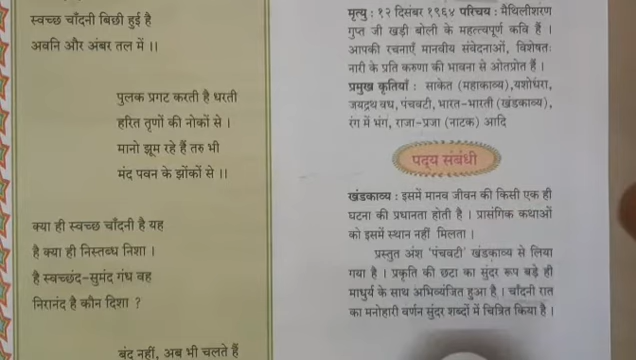 स्वच्छ चाँदनी बिछी हुई है
अवनि और अंबर तल में ।।
पुलक प्रगट करती है धरती
हरित तृणों की नोकों से ।
मानो झूम रहे हैं तरु भी
मंद पवन के झोंकों से ।।
क्या ही स्वच्छ चाँदनी है यह
है क्या ही निस्तब्ध निशा ।
है स्वच्छंद-सुमंद गंध वह
निरानंद है कौन दिशा ?
बंद नहीं, अब भी चलते हैं
मृत्यु : १२ दिसंबर १९६४ परिचय : मैथिलीशरण
गुप्त जी खड़ी बोली के महत्त्वपूर्ण कवि हैं ।
आपकी रचनाएँ मानवीय संवेदनाओं, विशेषतः
नारी के प्रति करुणा की भावना से ओतप्रोत हैं ।
प्रमुख कृतियाँ : साकेत (महाकाव्य),यशोधरा,
जयद्रथ वध, पंचवटी, भारत-भारती (खंडकाव्य),
रंग में भंग, राजा-प्रजा (नाटक) आदि
पद्य संबंधी
खंडकाव्य : इसमें मानव जीवन की किसी एक ही
घटना की प्रधानता होती है । प्रासंगिक कथाओं
को इसमें स्थान नहीं मिलता ।
प्रस्तुत अंश 'पंचवटी' खंडकाव्य से लिया
गया है । प्रकृति की छटा का सुंदर रूप बड़े ही
माधुर्य के साथ अभिव्यंजित हुआ है । चाँदनी रात
का मनोहारी वर्णन सुंदर शब्दों में चित्रित किया है ।